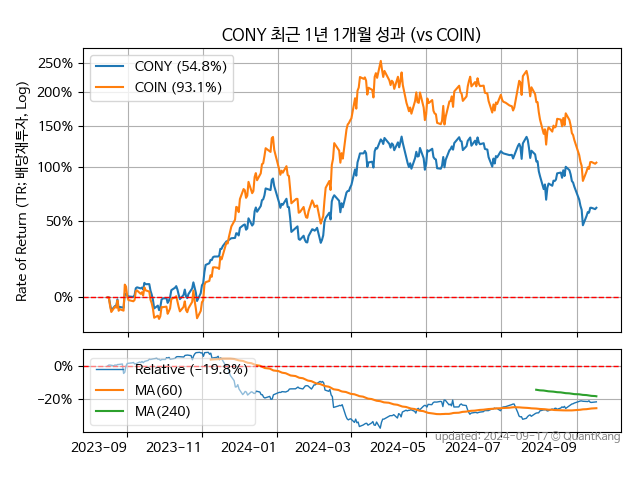 CONY 최근 1년 1개월 성과 (vs COIN)
Rate of Return (TR: 배당재투자, Log)
250%
200%
150%
100%
50%
0%
CONY (54.8%)
COIN (93.1%)
0%
−20%
Relative (−19.8%)
MA(60)
MA(240)
2023-09
2023-11
2024-01
2024-03
2024-05
2024-07
2024-09
updated: 2024-09-17 © QuantKang